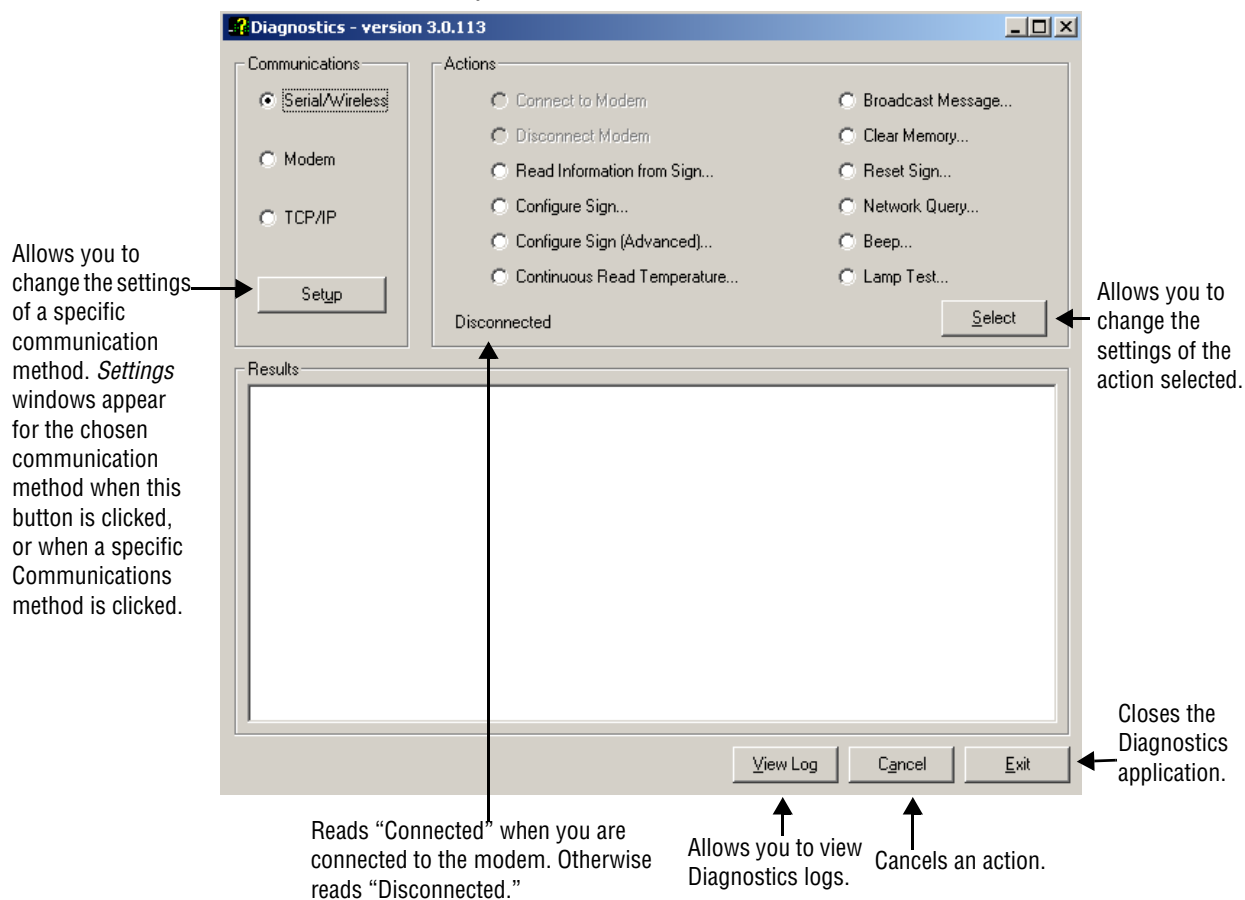 Diagnostics - version 3.0.113
Communications
Serial/Wireless
Modem
TCP/IP
Setup
Actions
Connect to Modem
Disconnect Modem
Read Information from Sign...
Configure Sign...
Configure Sign (Advanced)...
Continuous Read Temperature...
Broadcast Message...
Clear Memory...
Reset Sign...
Network Query...
Beep...
Lamp Test...
Disconnected
Select
Allows you to
change the settings
of a specific
communication
method. Settings
windows appear
for the chosen
communication
method when this
button is clicked,
or when a specific
Communications
method is clicked.
Allows you to
change the
settings of the
action selected.
Results
View Log
Cancel
Exit
Closes the
Diagnostics
application.
Reads “Connected” when you are
connected to the modem. Otherwise
reads “Disconnected.”
Allows you to view
Diagnostics logs.
Cancels an action.